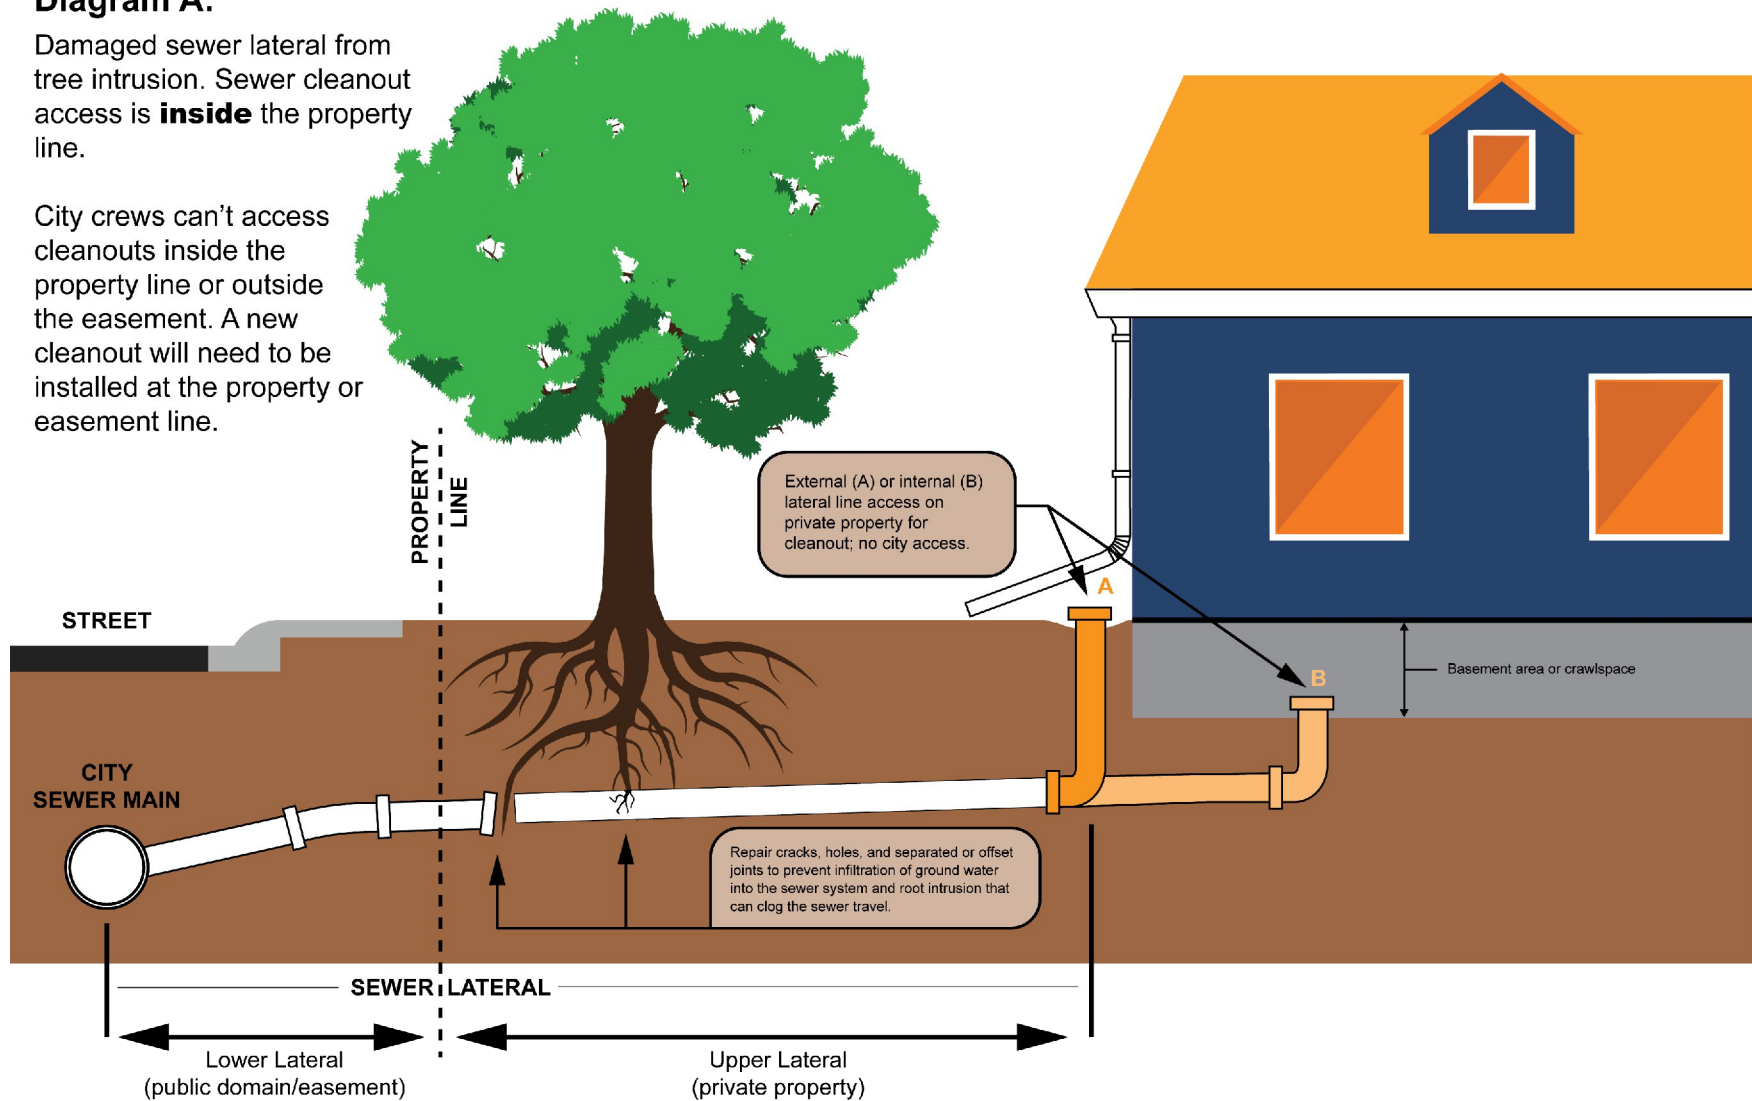 Diagram A:
Damaged sewer lateral from
tree intrusion. Sewer cleanout
access is inside the property
line.
City crews can’t access
cleanouts inside the
property line or outside
the easement. A new
cleanout will need to be
installed at the property or
easement line.
PROPERTY
LINE
External (A) or internal (B)
lateral line access on
private property for
cleanout; no city access.
A
STREET
Basement area or crawlspace
B
CITY
SEWER MAIN
Repair cracks, holes, and separated or offset
joints to prevent infiltration of ground water
into the sewer system and root intrusion that
can clog the sewer travel.
SEWER LATERAL
Lower Lateral
(public domain/easement)
Upper Lateral
(private property)